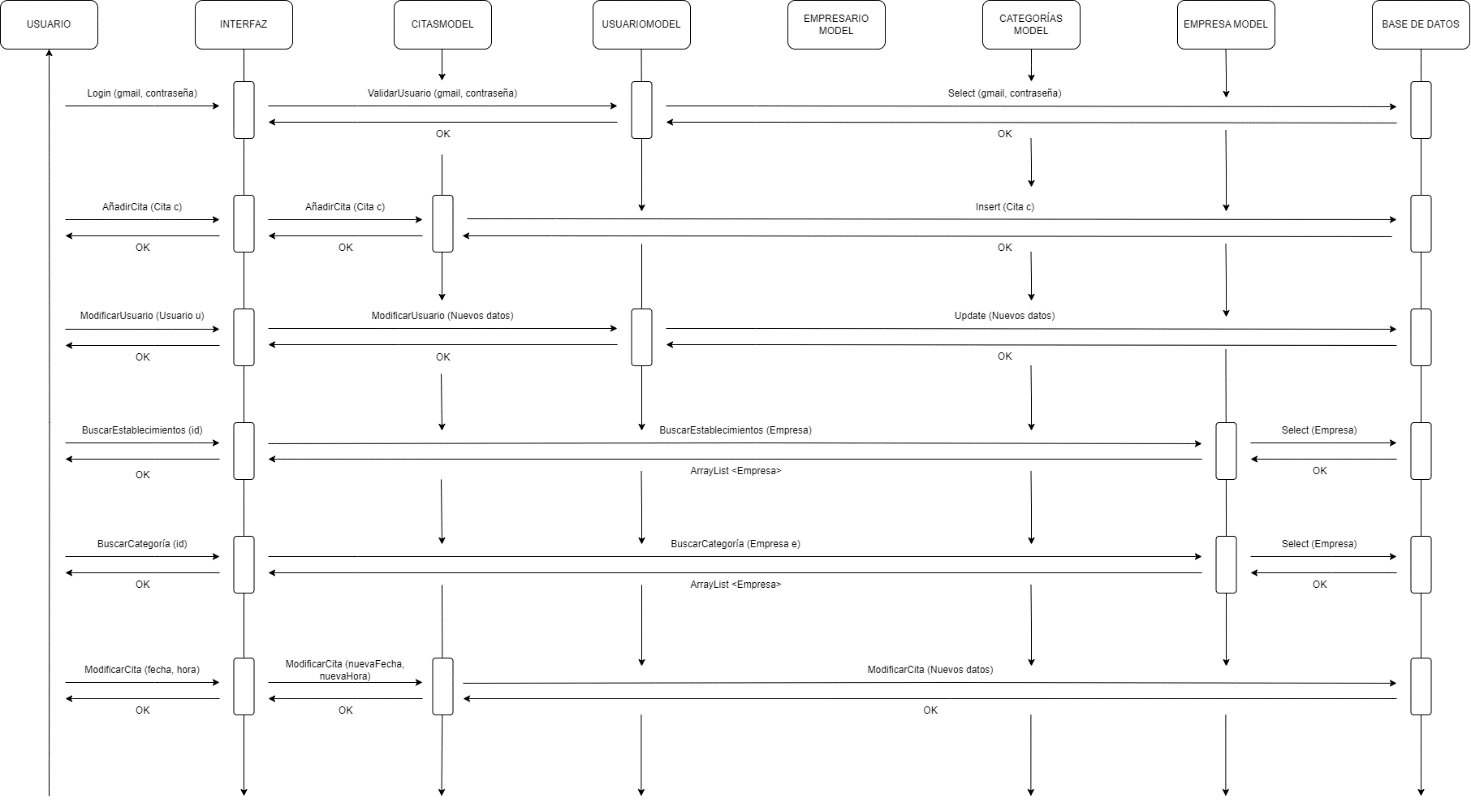 USUARIO
INTERFAZ
CITASMODEL
USUARIOMODEL
EMPRESARIO
MODEL
CATEGORÍAS
MODEL
EMPRESA MODEL
BASE DE DATOS
Login (gmail, contraseña)
ValidarUsuario (gmail, contraseña)
Select (gmail, contraseña)
OK
OK
AñadirCita (Cita c)
AñadirCita (Cita c)
Insert (Cita c)
OK
OK
OK
ModificarUsuario (Usuario u)
ModificarUsuario (Nuevos datos)
Update (Nuevos datos)
OK
OK
OK
BuscarEstablecimientos (id)
BuscarEstablecimientos (Empresa)
Select (Empresa)
OK
ArrayList <Empresa>
OK
BuscarCategoría (id)
BuscarCategoría (Empresa e)
Select (Empresa)
OK
ArrayList <Empresa>
OK
ModificarCita (fecha, hora)
ModificarCita (nuevaFecha,
nuevaHora)
ModificarCita (Nuevos datos)
OK
OK
OK